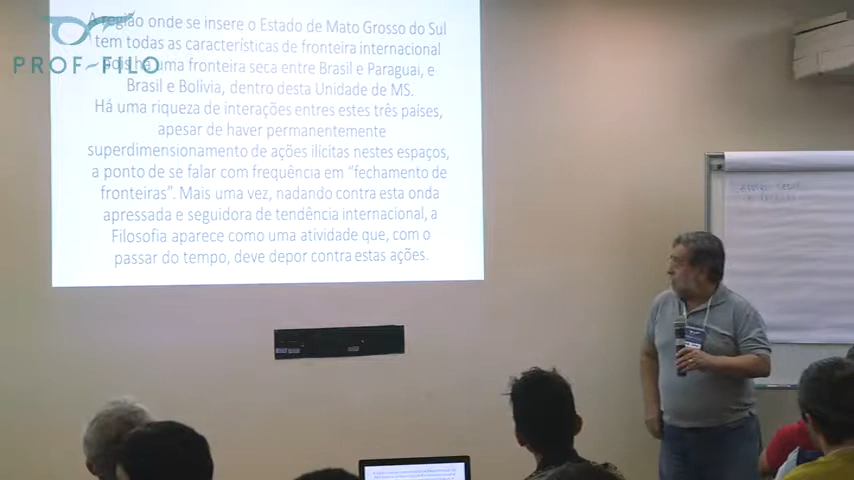 PROF-FILO
A região onde se insere o Estado de Mato Grosso do Sul
tem todas as características de fronteira internacional
pois há uma fronteira seca entre Brasil e Paraguai, e
Brasil e Bolívia, dentro desta Unidade de MS.
Há uma riqueza de interações entres estes três países,
apesar de haver permanentemente
superdimensionamento de ações ilícitas nestes espaços,
a ponto de se falar com frequência em “fechamento de
fronteiras”. Mais uma vez, nadando contra esta onda
apressada e seguidora de tendência internacional, a
Filosofia aparece como uma atividade que, com o
passar do tempo, deve depor contra estas ações.